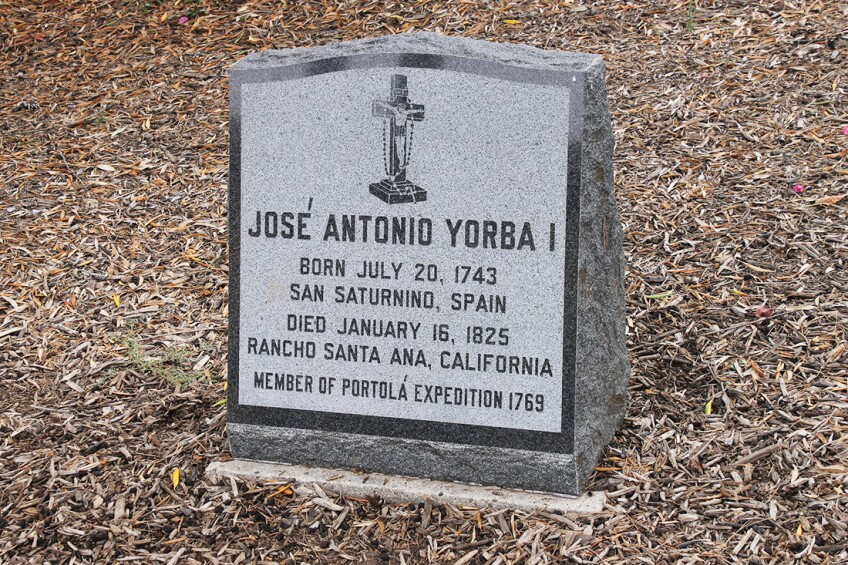 JOSÉ ANTONIO YORBA I
BORN JULY 20, 1743
SAN SATURNINO, SPAIN
DIED JANUARY 16, 1825
RANCHO SANTA ANA, CALIFORNIA
MEMBER OF PORTOLÁ EXPEDITION 1769